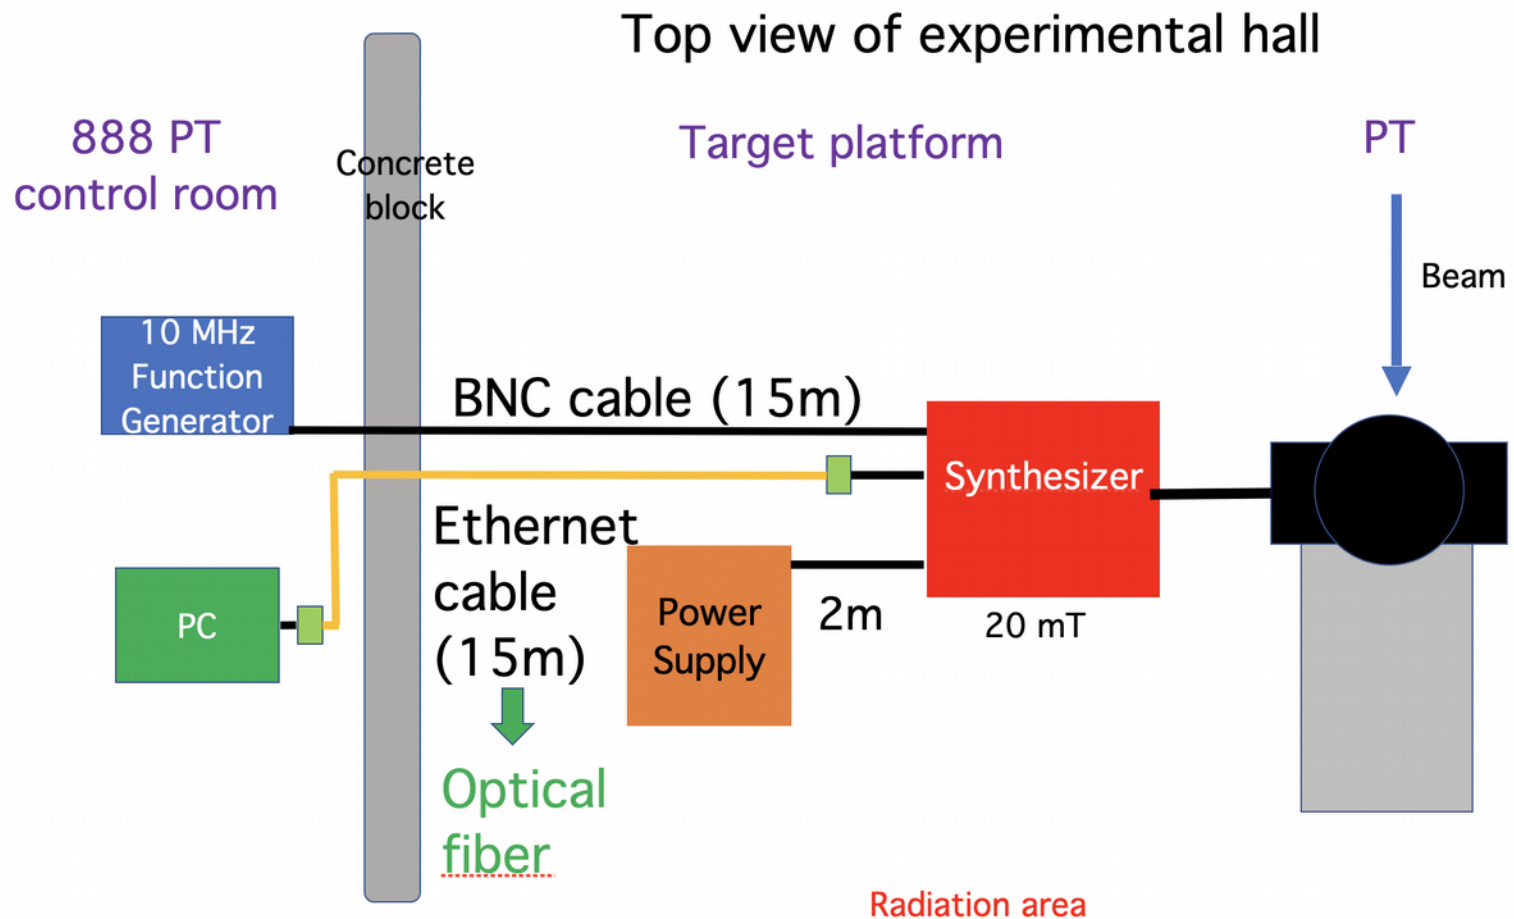 Top view of experimental hall
888 PT
control room
Concrete
block
Target platform
PT
Beam
10 MHz
Function
Generator
BNC cable (15m)
Synthesizer
Ethernet
cable
(15m)
PC
Power
Supply
2m
20 mT
Optical
fiber
Radiation area